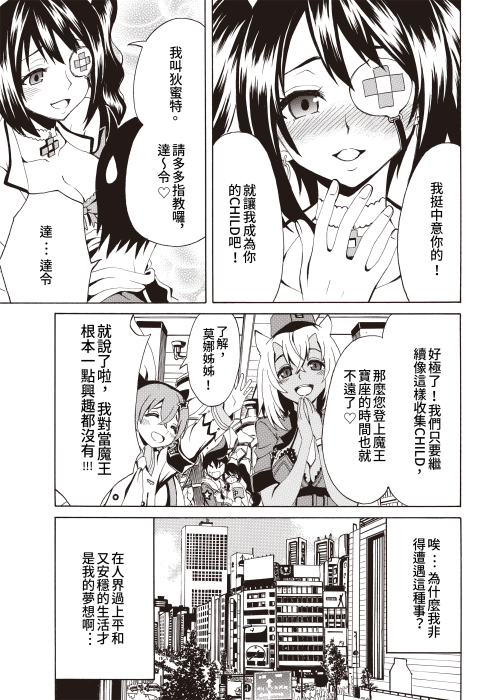 我挺中意你的！
就讓我成為你
的CHILD吧！
我叫狄蜜特。
請多多指教囉，
達～令♡
達⋯達令
好極了！我們只要繼
續像這樣收集CHILD，
那麼您登上魔王
寶座的時間也就
不遠了♡
了解，
莫娜姊姊！
就說了啦，我對當魔王
根本一點興趣都沒有!!!
唉⋯為什麼我非
得遭遇這種事？
在人界過上平和
又安穩的生活才
是我的夢想啊⋯